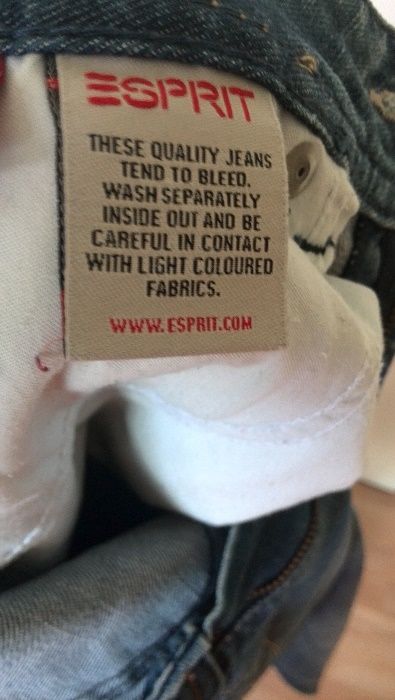 ESPRIT
THESE QUALITY JEANS
TEND TO BLEED.
WASH SEPARATELY
INSIDE OUT AND BE
CAREFUL IN CONTACT
WITH LIGHT COLOURED
FABRICS.
WWW.ESPRIT.COM